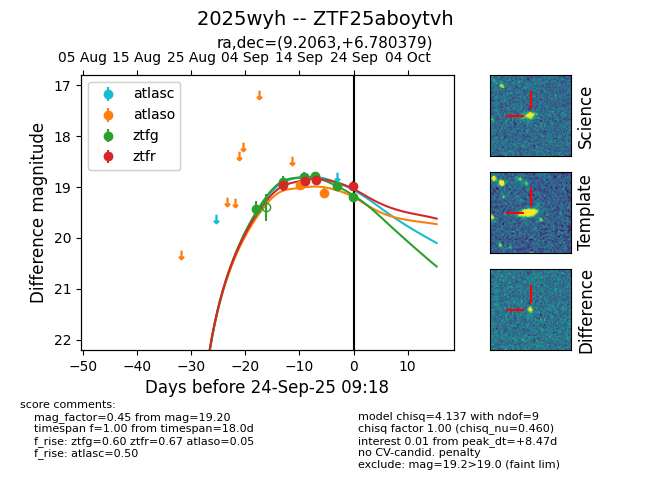 2025wyh -- ZTF25aboytvh
ra,dec=(9.2063,+6.780379)
05 Aug 15 Aug 25 Aug 04 Sep 14 Sep 24 Sep 04 Oct
17
18
19
20
21
22
Difference magnitude
atlasc
atlaso
ztfg
ztfr
−50 −40 −30 −20 −10 0 10
Days before 24-Sep-25 09:18
Science
Template
Difference
score comments:
mag_factor=0.45 from mag=19.20
timespan f=1.00 from timespan=18.0d
f_rise: ztfg=0.60 ztfr=0.67 atlaso=0.05
f_rise: atlasc=0.50
model chisq=4.137 with ndof=9
chisq factor 1.00 (chisq_nu=0.460)
interest 0.01 from peak_dt=+8.47d
no CV-candid. penalty
exclude: mag=19.2>19.0 (faint lim)